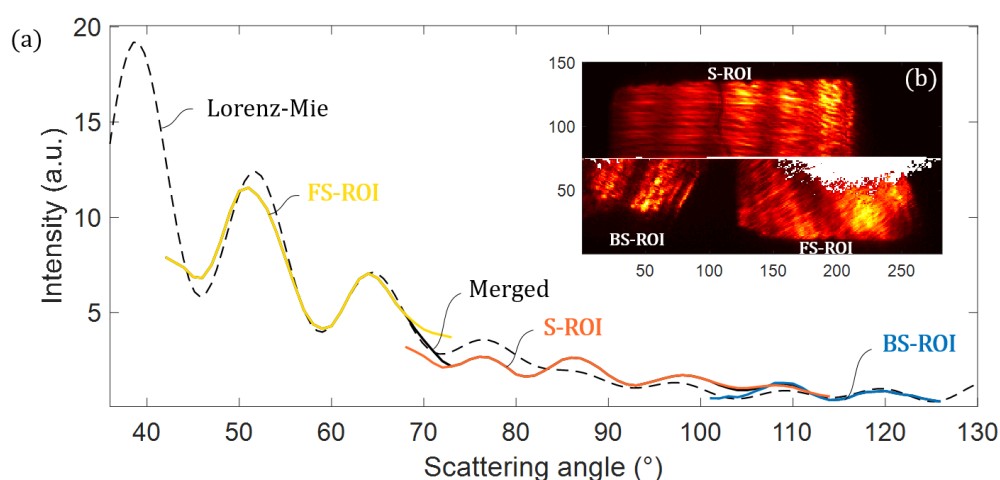 (a)
20
15
10
5
Intensity (a.u.)
Lorenz-Mie
FS-ROI
Merged
S-ROI
BS-ROI
40 50 60 70 80 90 100 110 120 130
Scattering angle (°)
(b)
150
100
50
S-ROI
BS-ROI
FS-ROI
50 100 150 200 250